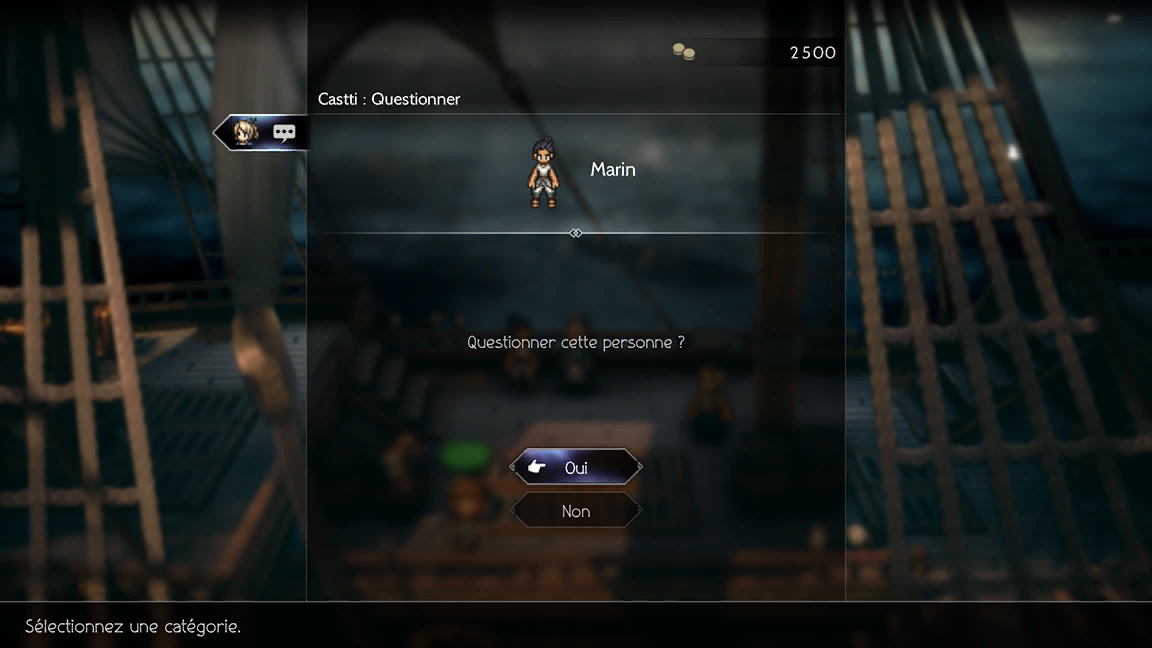 2500
Castti : Questionner
Marin
Questionner cette personne ?
Oui
Non
Sélectionnez une catégorie.